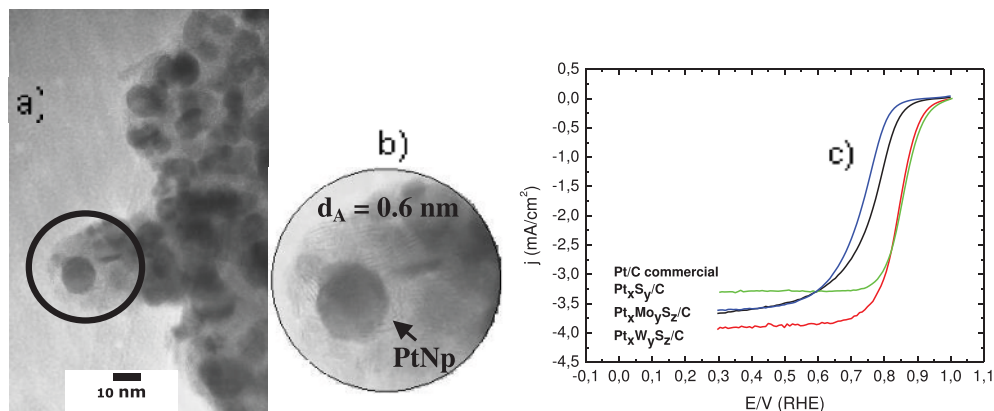 a)
10 nm
b)
d_A = 0.6 nm
PtNp
c)
j (mA/cm²)
0,5
0,0
-0,5
-1,0
-1,5
-2,0
-2,5
-3,0
-3,5
-4,0
-4,5
Pt/C commercial
Pt_xS_y/C
Pt_xMo_yS_z/C
Pt_xW_yS_z/C
-0,1 0,0 0,1 0,2 0,3 0,4 0,5 0,6 0,7 0,8 0,9 1,0 1,1
E/V (RHE)